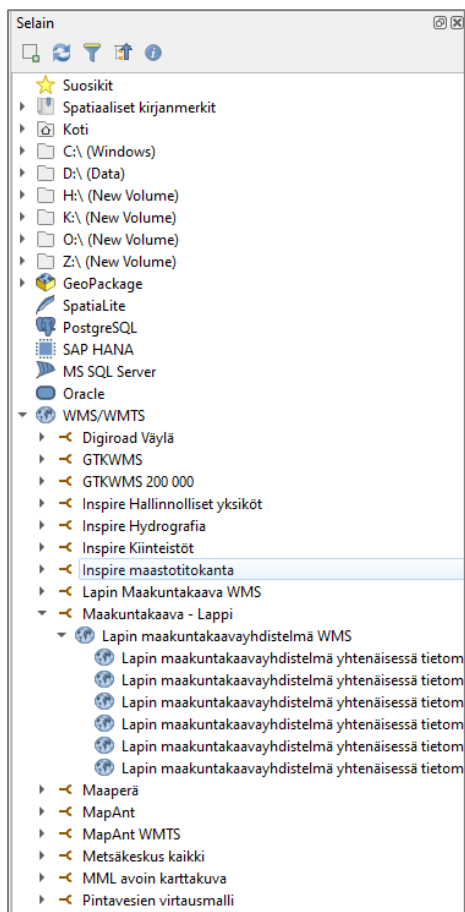 Selain
Suosikit
Spatiaaliset kirjanmerkit
Koti
C:\ (Windows)
D:\ (Data)
H:\ (New Volume)
K:\ (New Volume)
O:\ (New Volume)
Z:\ (New Volume)
GeoPackage
SpatiaLite
PostgreSQL
SAP HANA
MS SQL Server
Oracle
WMS/WMTS
Digiroad Väylä
GTKWMS
GTKWMS 200 000
Inspire Hallinnolliset yksiköt
Inspire Hydrografia
Inspire Kiinteistöt
Inspire maastotitokanta
Lapin Maakuntakaava WMS
Maakuntakaava - Lappi
Lapin maakuntakaavayhdistelmä WMS
Lapin maakuntakaavayhdistelmä yhtenäisessä tietom
Lapin maakuntakaavayhdistelmä yhtenäisessä tietom
Lapin maakuntakaavayhdistelmä yhtenäisessä tietom
Lapin maakuntakaavayhdistelmä yhtenäisessä tietom
Lapin maakuntakaavayhdistelmä yhtenäisessä tietom
Lapin maakuntakaavayhdistelmä yhtenäisessä tietom
Maaperä
MapAnt
MapAnt WMTS
Metsäkeskus kaikki
MML avoin karttakuva
Pintavesien virtausmalli